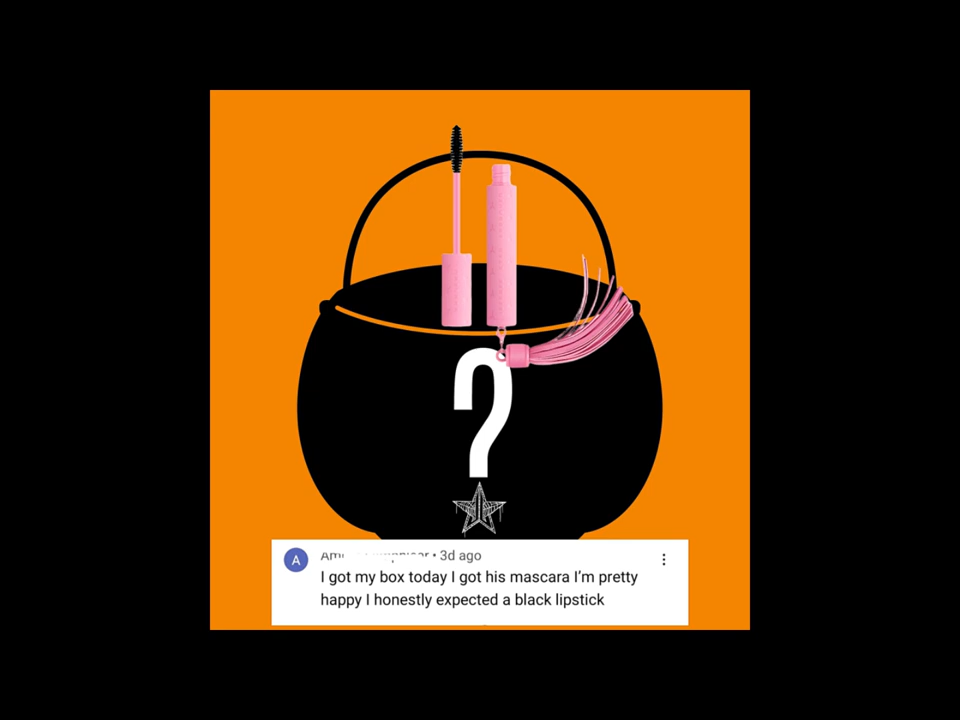 ?
A
3d ago
I got my box today I got his mascara I'm pretty
happy I honestly expected a black lipstick